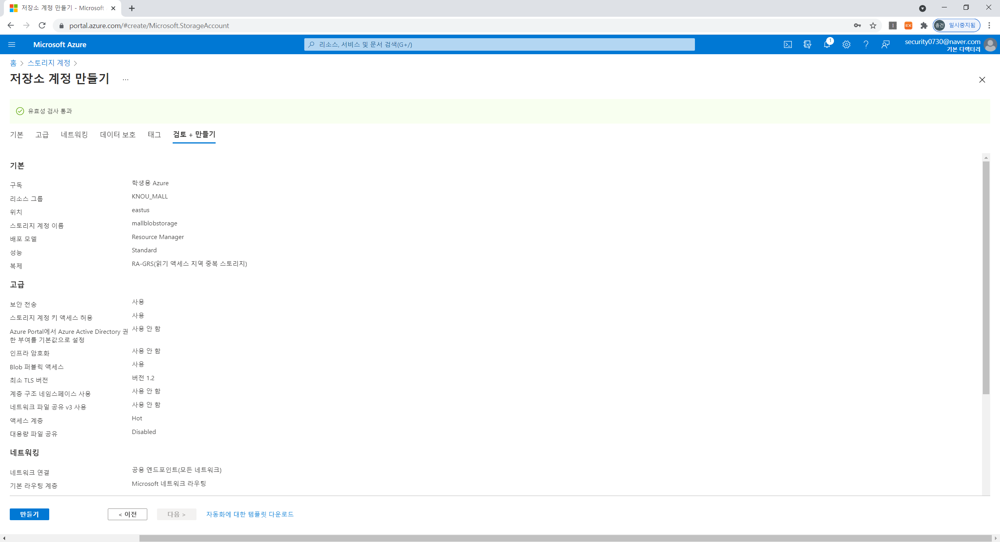 저장소 계정 만들기 - Microsoft
portal.azure.com/#create/Microsoft.StorageAccount
EX
충건 일시중지됨
Microsoft Azure
리소스, 서비스 및 문서 검색(G+/)
1
security0730@naver.com
기본 디렉터리
홈 > 스토리지 계정 >
저장소 계정 만들기 ...
유효성 검사 통과
기본 고급 네트워킹 데이터 보호 태그 검토 + 만들기
기본
구독 학생용 Azure
리소스 그룹 KNOU_MALL
위치 eastus
스토리지 계정 이름 mallblobstorage
배포 모델 Resource Manager
성능 Standard
복제 RA-GRS(읽기 액세스 지역 중복 스토리지)
고급
보안 전송 사용
스토리지 계정 키 액세스 허용 사용
Azure Portal에서 Azure Active Directory 권 사용 안 함
한 부여를 기본값으로 설정
인프라 암호화 사용 안 함
Blob 퍼블릭 액세스 사용
최소 TLS 버전 버전 1.2
계층 구조 네임스페이스 사용 사용 안 함
네트워크 파일 공유 v3 사용 사용 안 함
액세스 계층 Hot
대용량 파일 공유 Disabled
네트워킹
네트워크 연결 공용 엔드포인트(모든 네트워크)
기본 라우팅 계층 Microsoft 네트워크 라우팅
만들기 < 이전 다음 > 자동화에 대한 템플릿 다운로드